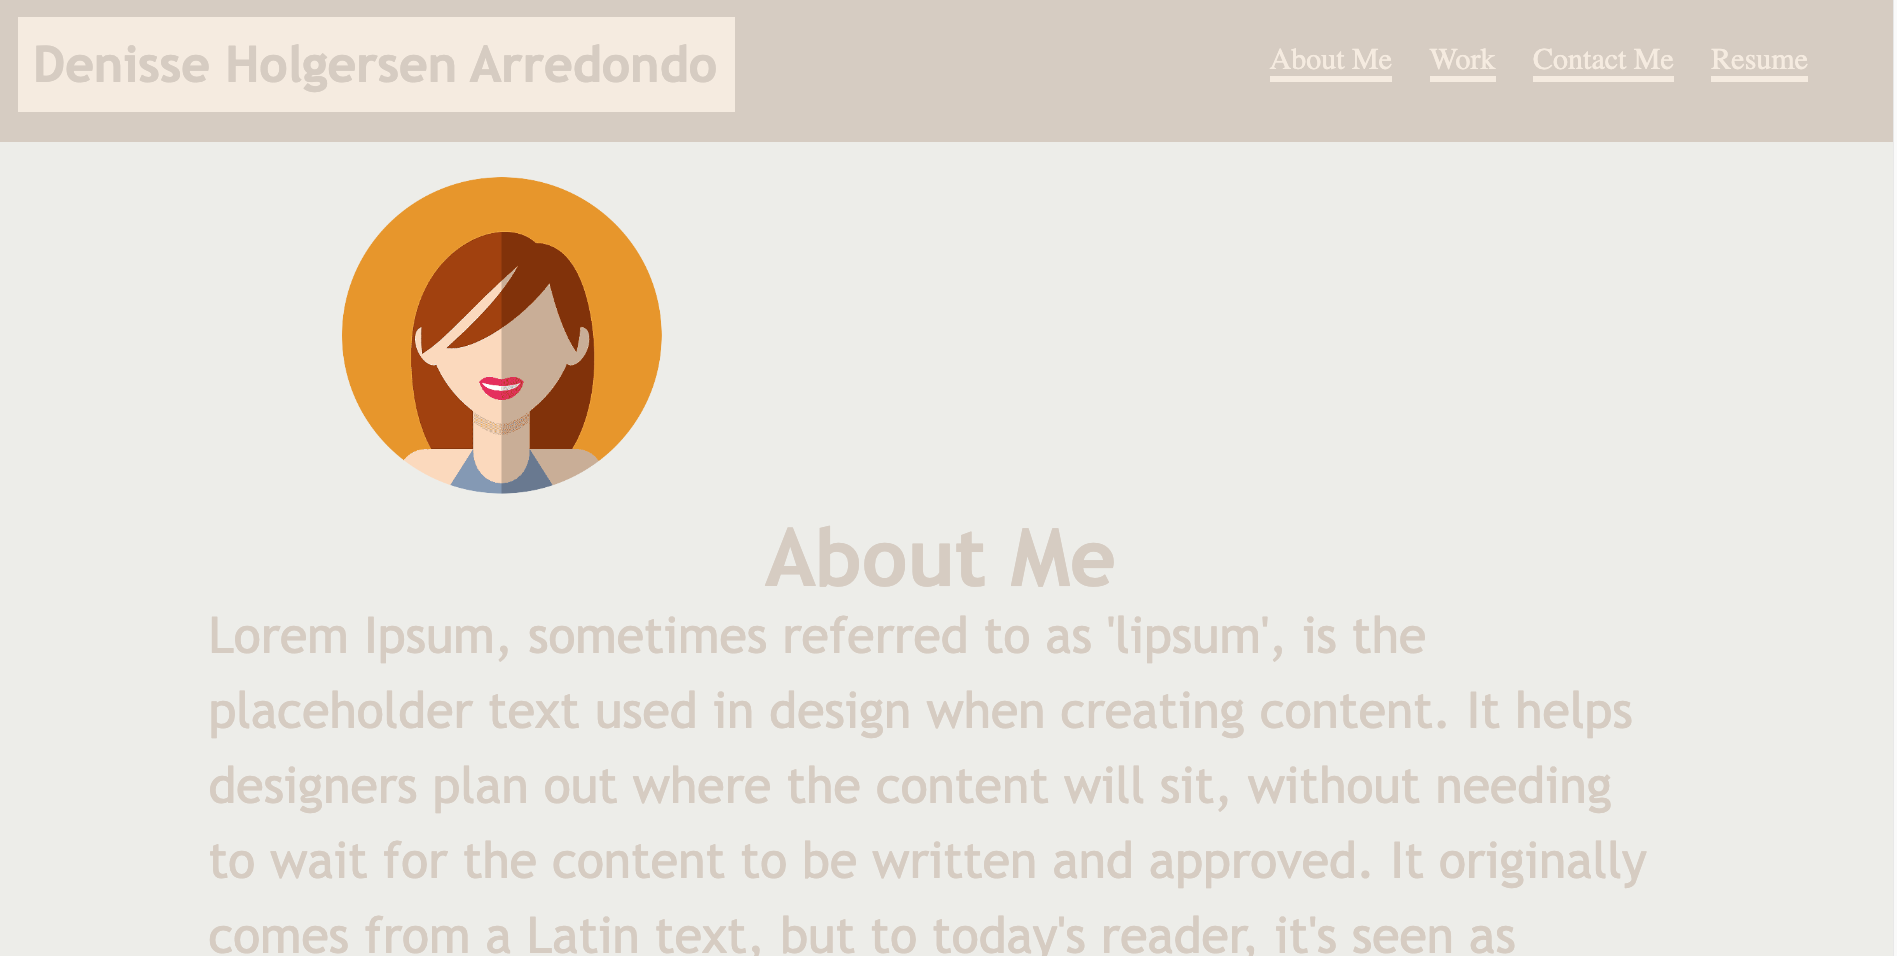 Denisse Holgersen Arredondo
About Me Work Contact Me Resume
About Me
Lorem Ipsum, sometimes referred to as 'lipsum', is the
placeholder text used in design when creating content. It helps
designers plan out where the content will sit, without needing
to wait for the content to be written and approved. It originally
comes from a Latin text, but to today's reader, it's seen as